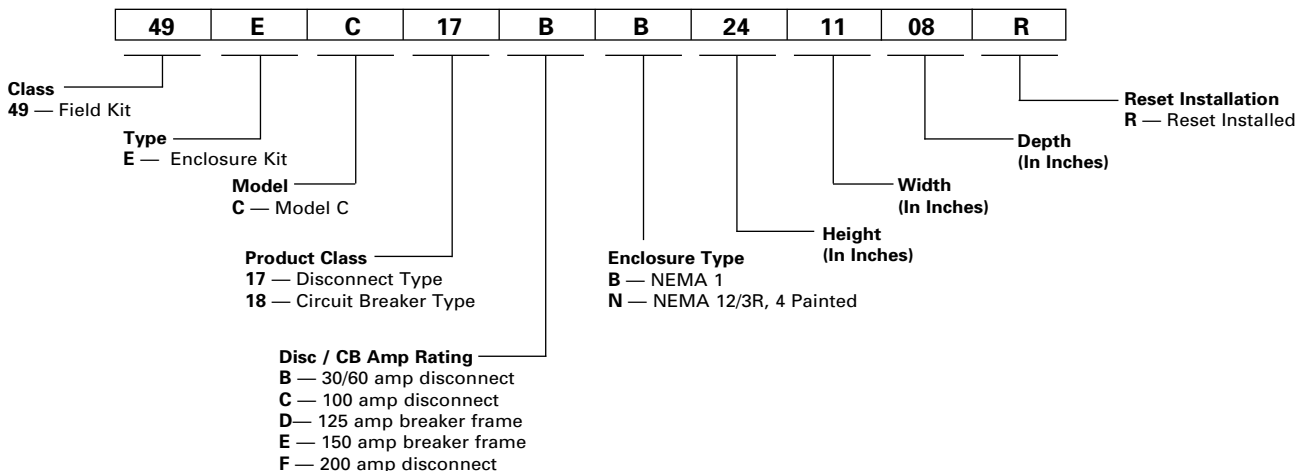 49 E C 17 B B 24 11 08 R
Class
49 — Field Kit
Type
E — Enclosure Kit
Model
C — Model C
Product Class
17 — Disconnect Type
18 — Circuit Breaker Type
Disc / CB Amp Rating
B — 30/60 amp disconnect
C — 100 amp disconnect
D— 125 amp breaker frame
E — 150 amp breaker frame
F — 200 amp disconnect
Enclosure Type
B — NEMA 1
N — NEMA 12/3R, 4 Painted
Height
(In Inches)
Width
(In Inches)
Depth
(In Inches)
Reset Installation
R — Reset Installed